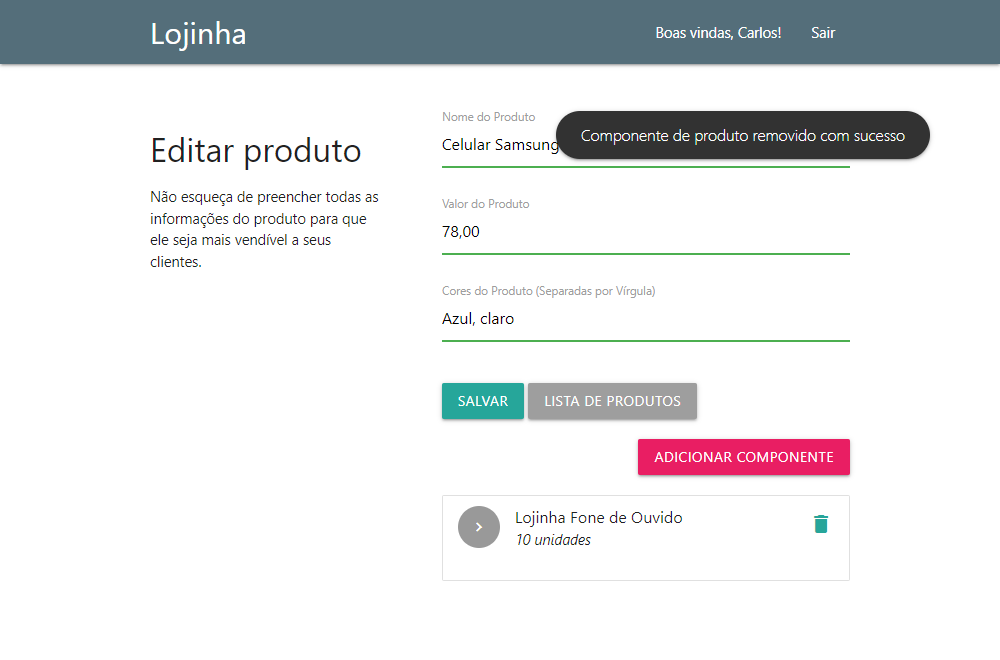 Lojinha
Boas vindas, Carlos!
Sair
Editar produto
Não esqueça de preencher todas as
informações do produto para que
ele seja mais vendível a seus
clientes.
Nome do Produto
Celular Samsung
Componente de produto removido com sucesso
Valor do Produto
78,00
Cores do Produto (Separadas por Vírgula)
Azul, claro
SALVAR
LISTA DE PRODUTOS
ADICIONAR COMPONENTE
Lojinha Fone de Ouvido
10 unidades